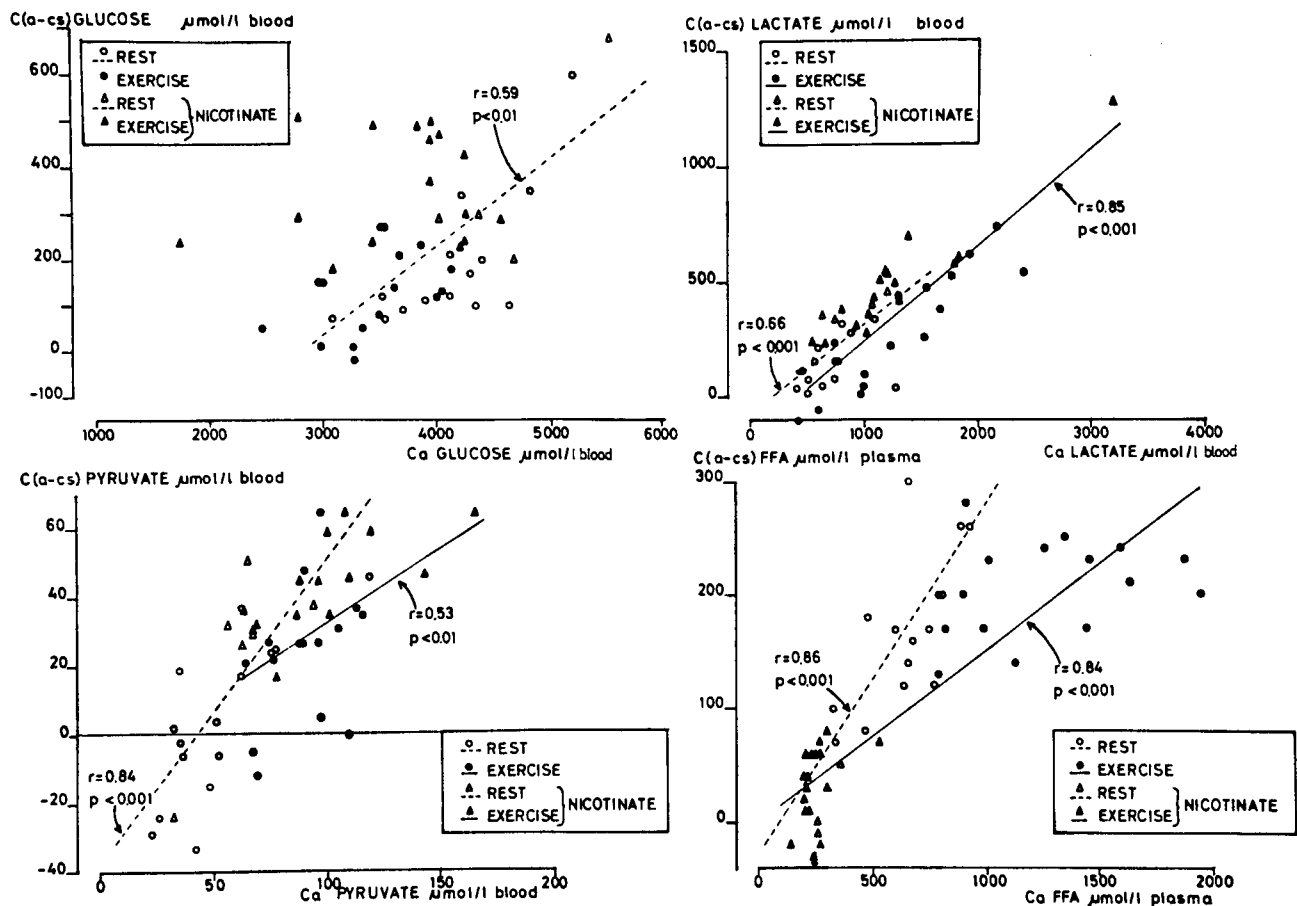 C(a-cs) GLUCOSE µmol/l blood
600
400
200
0
-100
REST
EXERCISE
REST
EXERCISE
NICOTINATE
r=0.59
p<0.01
1000 2000 3000 4000 5000 6000
Ca GLUCOSE µmol/l blood
C(a-cs) LACTATE µmol/l blood
1500
1000
500
0
REST
EXERCISE
REST
EXERCISE
NICOTINATE
r=0.85
p<0,001
r=0.66
p<0,001
0 1000 2000 3000 4000
Ca LACTATE µmol/l blood
C(a-cs) PYRUVATE µmol/l blood
60
40
20
0
-20
-40
r=0,53
p<0.01
r=0,84
p<0,001
REST
EXERCISE
REST
EXERCISE
NICOTINATE
0 50 100 150 200
Ca PYRUVATE µmol/l blood
C(a-cs) FFA µmol/l plasma
300
200
100
0
r=0,86
p<0,001
r=0,84
p<0,001
REST
EXERCISE
REST
EXERCISE
NICOTINATE
0 500 1000 1500 2000
Ca FFA µmol/l plasma